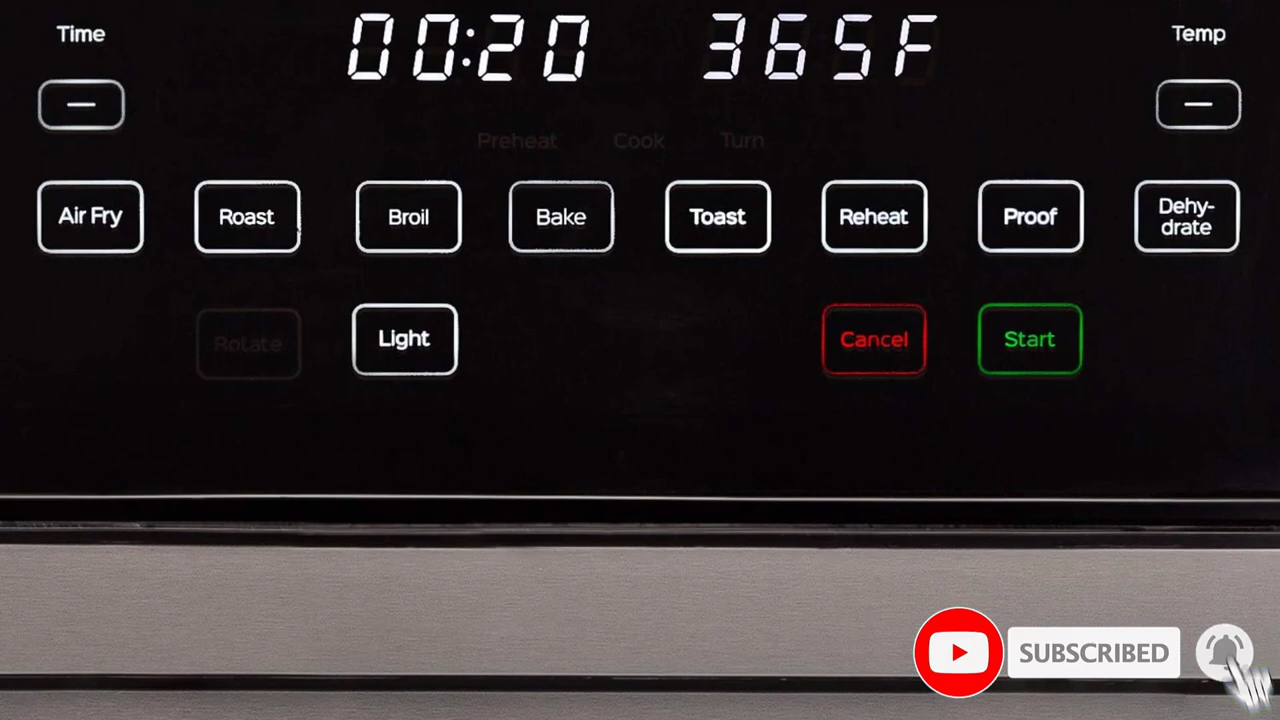 Time
00:20 365F
Temp
Preheat Cook Turn
Air Fry
Roast
Broil
Bake
Toast
Reheat
Proof
Dehy-
drate
Rotate
Light
Cancel
Start
SUBSCRIBED